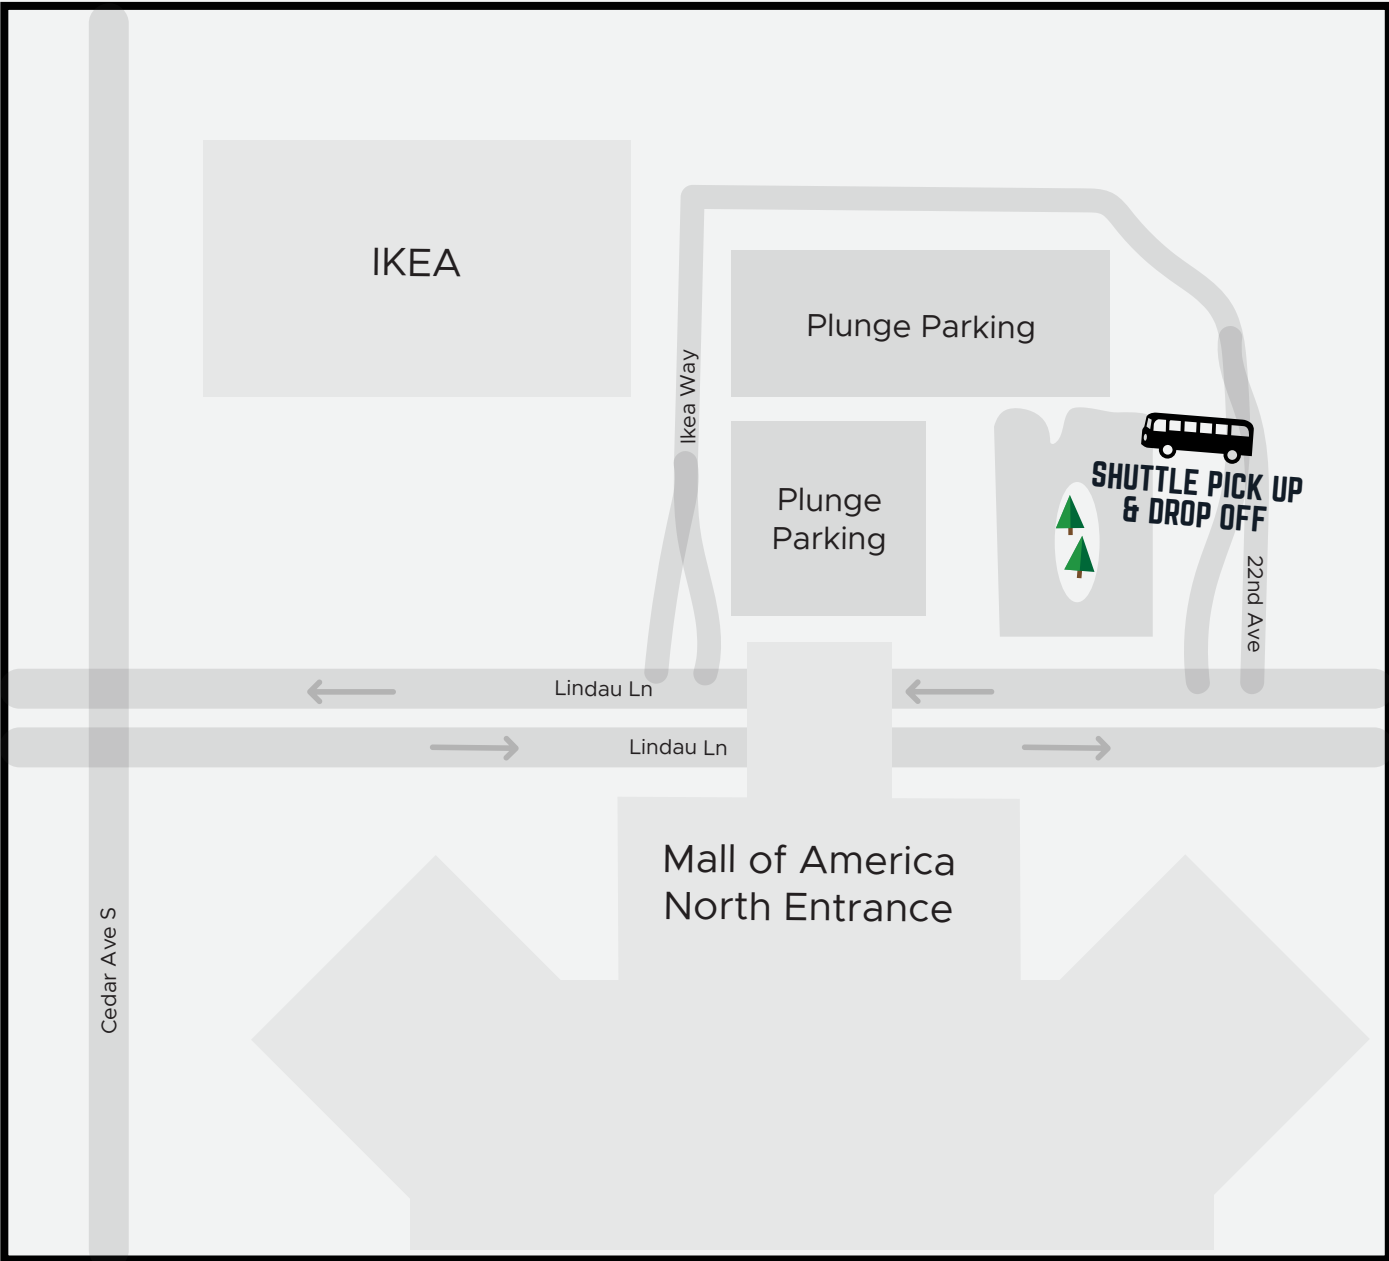 IKEA
Plunge Parking
Ikea Way
Plunge
Parking
SHUTTLE PICK UP
& DROP OFF
22nd Ave
Lindau Ln
Lindau Ln
Mall of America
North Entrance
Cedar Ave S